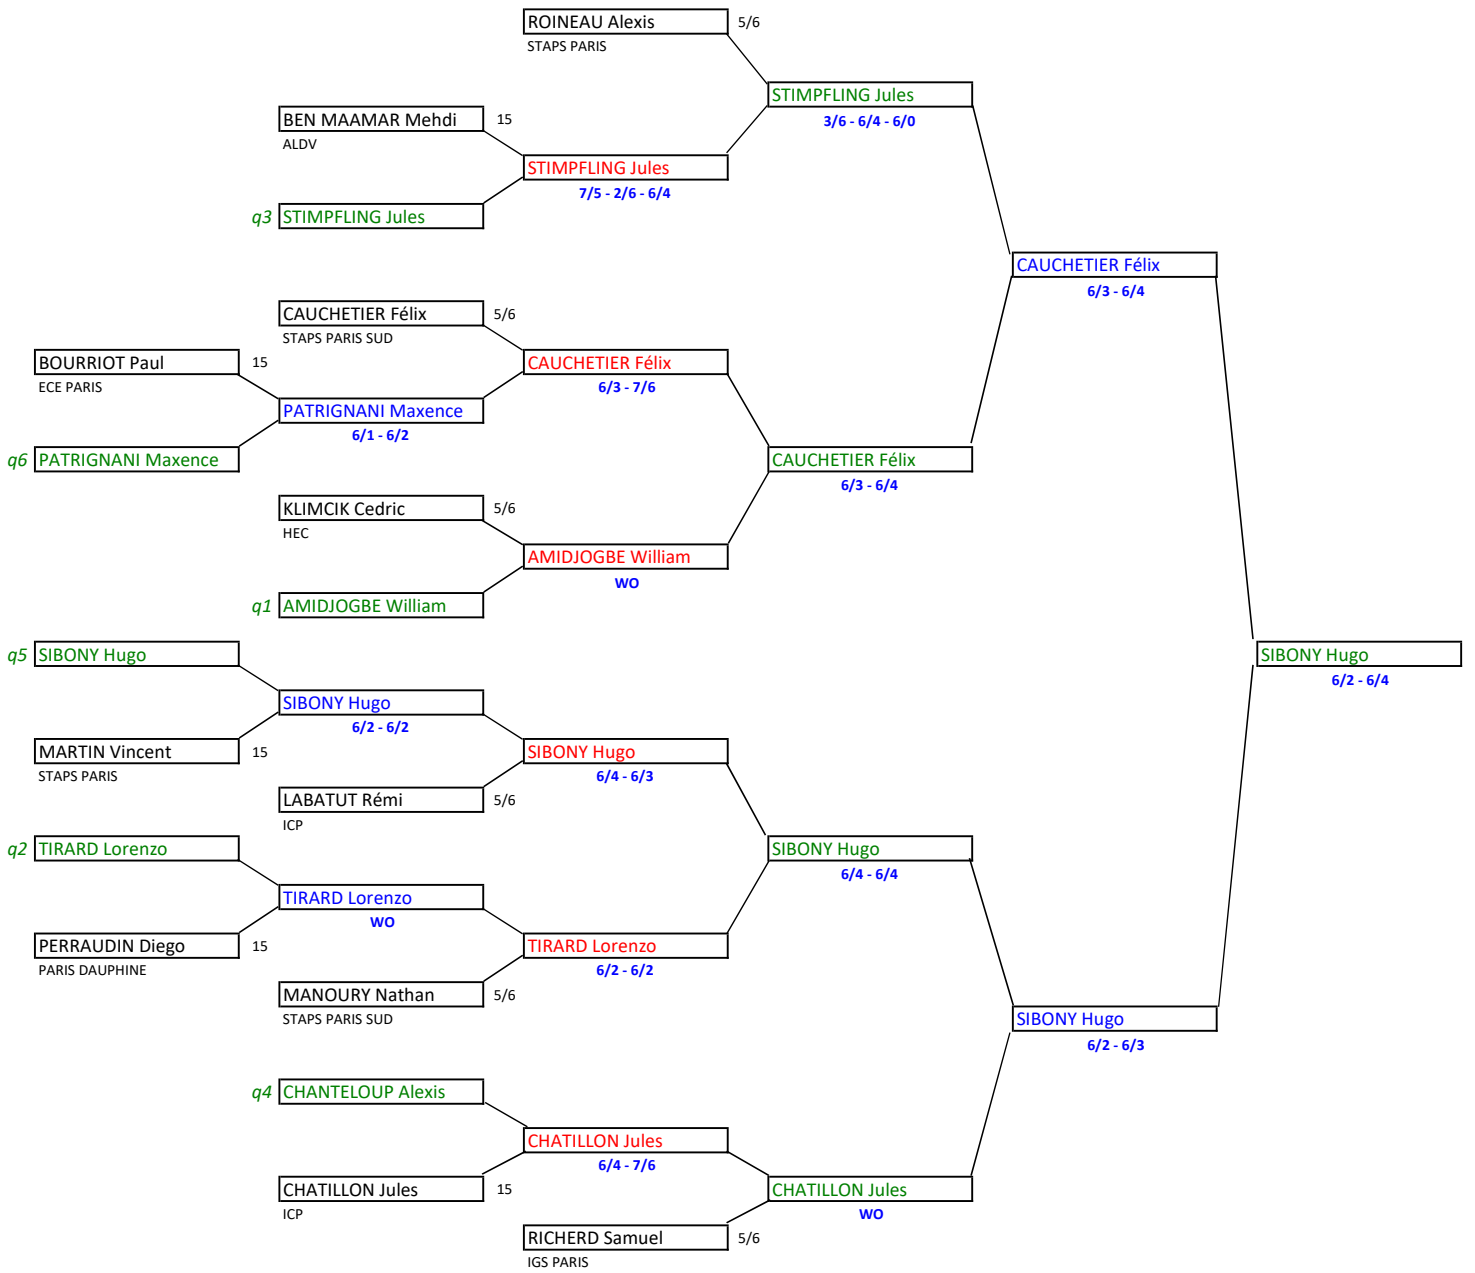 ROINEAU Alexis 5/6
STAPS PARIS
STIMPFLING Jules
3/6 - 6/4 - 6/0
BEN MAAMAR Mehdi 15
ALDV
STIMPFLING Jules
7/5 - 2/6 - 6/4
q3 STIMPFLING Jules
CAUCHETIER Félix
6/3 - 6/4
CAUCHETIER Félix 5/6
STAPS PARIS SUD
BOURRIOT Paul 15
ECE PARIS
CAUCHETIER Félix
6/3 - 7/6
PATRIGNANI Maxence
6/1 - 6/2
q6 PATRIGNANI Maxence
CAUCHETIER Félix
6/3 - 6/4
KLIMCIK Cedric 5/6
HEC
AMIDJOGBE William
WO
q1 AMIDJOGBE William
q5 SIBONY Hugo
SIBONY Hugo
6/2 - 6/4
SIBONY Hugo
6/2 - 6/2
MARTIN Vincent 15
STAPS PARIS
SIBONY Hugo
6/4 - 6/3
LABATUT Rémi 5/6
ICP
q2 TIRARD Lorenzo
SIBONY Hugo
6/4 - 6/4
TIRARD Lorenzo
WO
PERRAUDIN Diego 15
PARIS DAUPHINE
TIRARD Lorenzo
6/2 - 6/2
MANOURY Nathan 5/6
STAPS PARIS SUD
SIBONY Hugo
6/2 - 6/3
q4 CHANTELOUP Alexis
CHATILLON Jules
6/4 - 7/6
CHATILLON Jules 15
ICP
CHATILLON Jules
WO
RICHERD Samuel 5/6
IGS PARIS